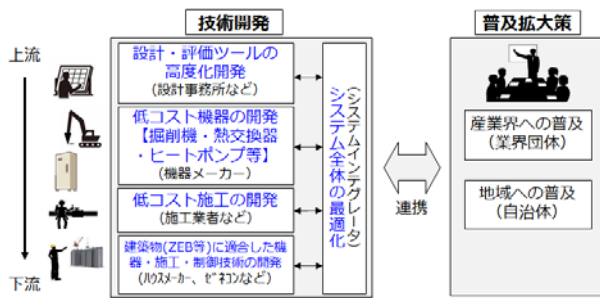 技術開発
普及拡大策
上流
設計・評価ツールの
高度化開発
(設計事務所など)
低コスト機器の開発
【掘削機・熱交換器
・ヒートポンプ等】
(機器メーカー)
低コスト施工の開発
(施工業者など)
建築物(ZEB等)に適合した機
器・施工・制御技術の開発
(ハウスメーカー、ゼネコンなど)
下流
システム全体の最適化
(システムインテグレータ)
連携
産業界への普及
(業界団体)
地域への普及
(自治体)